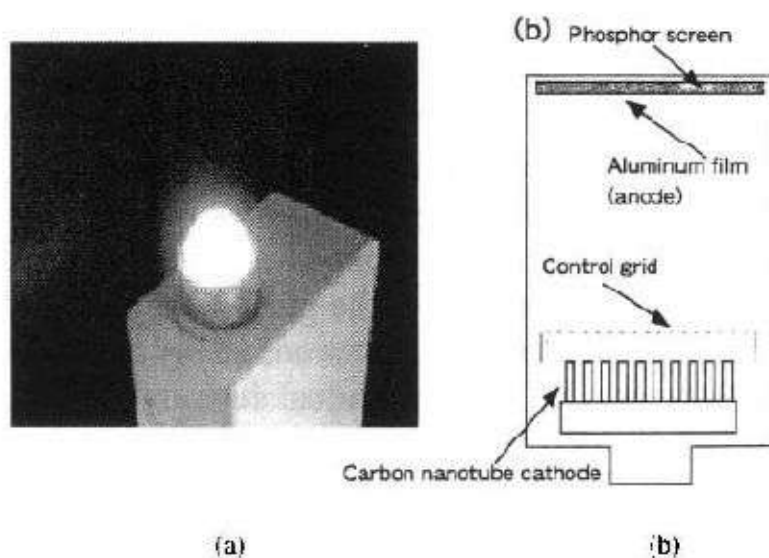 (b) Phosphor screen
Aluminum film
(anode)
Control grid
Carbon nanotube cathode
(a)
(b)